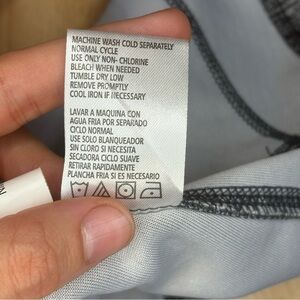 MACHINE WASH COLD SEPARATELY
NORMAL CYCLE
USE ONLY NON- CHLORINE
BLEACH WHEN NEEDED
TUMBLE DRY LOW
REMOVE PROMPTLY
COOL IRON IF NECESSARY
LAVAR A MAQUINA CON
AGUA FRIA POR SEPARADO
CICLO NORMAL
USE SOLO BLANQUEADOR
SIN CLORO SI NECESITA
SECADORA CICLO SUAVE
RETIRAR RAPIDAMENTE
PLANCHA FRIA SI ES NECESARIO